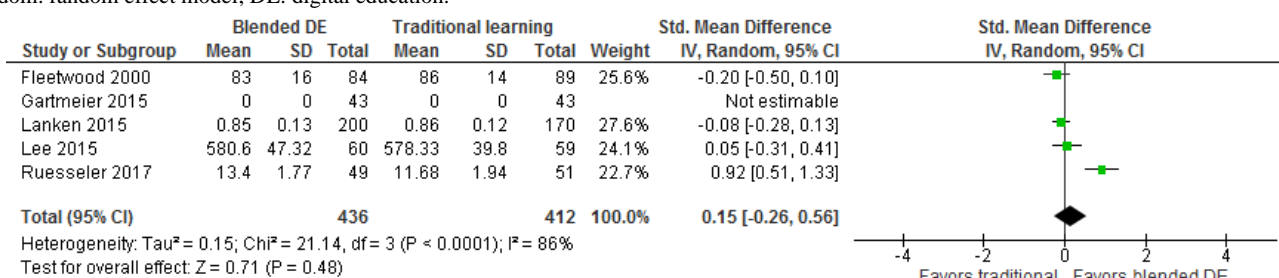 random: random effect model; DE: digital education.
Blended DE Traditional learning Std. Mean Difference Std. Mean Difference
Study or Subgroup Mean SD Total Mean SD Total Weight IV, Random, 95% CI IV, Random, 95% CI
Fleetwood 2000 83 16 84 86 14 89 25.6% -0.20 [-0.50, 0.10]
Gartmeier 2015 0 0 43 0 0 43 Not estimable
Lanken 2015 0.85 0.13 200 0.86 0.12 170 27.6% -0.08 [-0.28, 0.13]
Lee 2015 580.6 47.32 60 578.33 39.8 59 24.1% 0.05 [-0.31, 0.41]
Ruesseler 2017 13.4 1.77 49 11.68 1.94 51 22.7% 0.92 [0.51, 1.33]
Total (95% CI) 436 412 100.0% 0.15 [-0.26, 0.56]
Heterogeneity: Tau² = 0.15; Chi² = 21.14, df = 3 (P < 0.0001); I² = 86%
Test for overall effect: Z = 0.71 (P = 0.48)
-4 -2 0 2 4
Favors traditional Favors blended DE